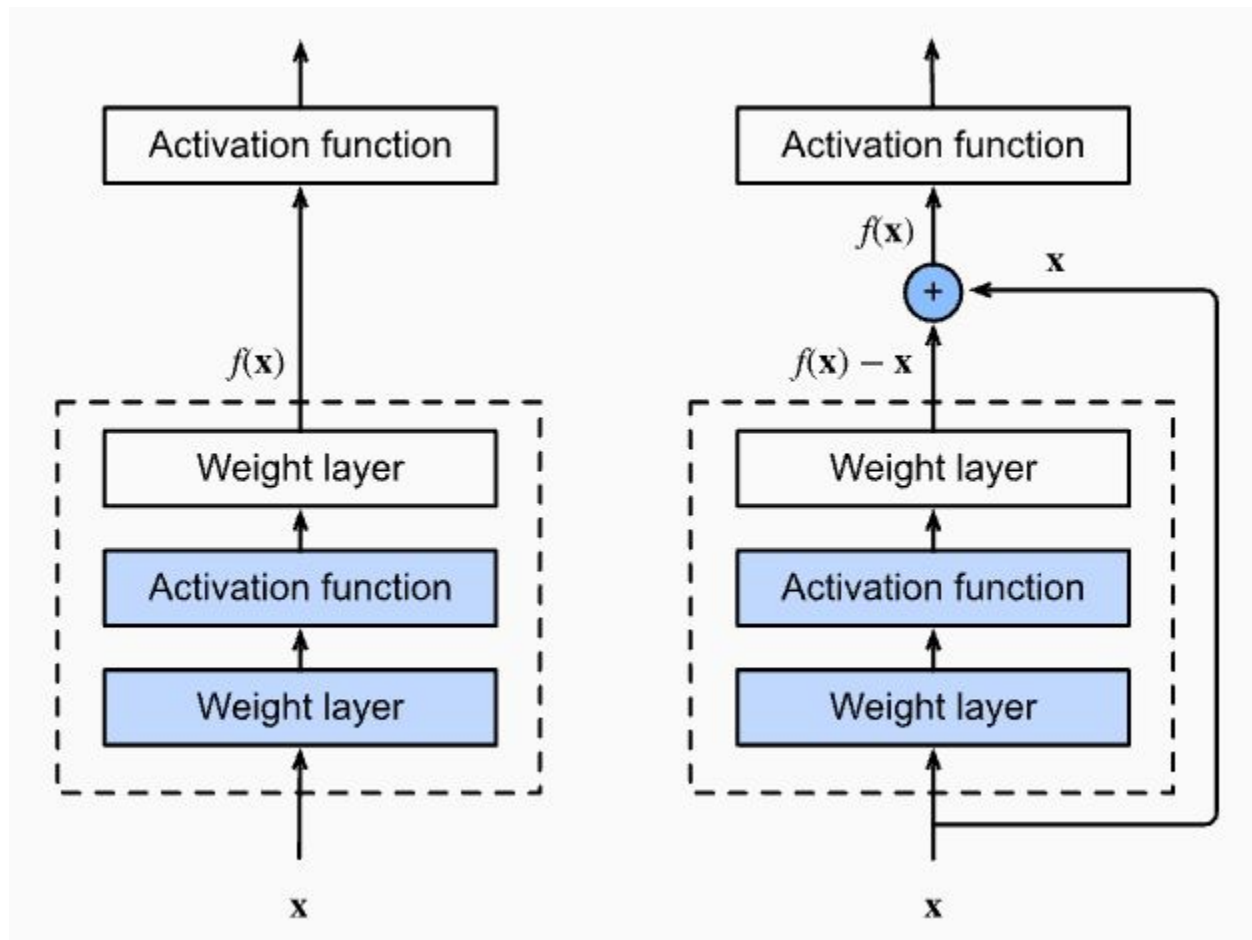 Activation function
f(x)
Weight layer
Activation function
Weight layer
x
Activation function
f(x)
x
+
f(x) − x
Weight layer
Activation function
Weight layer
x